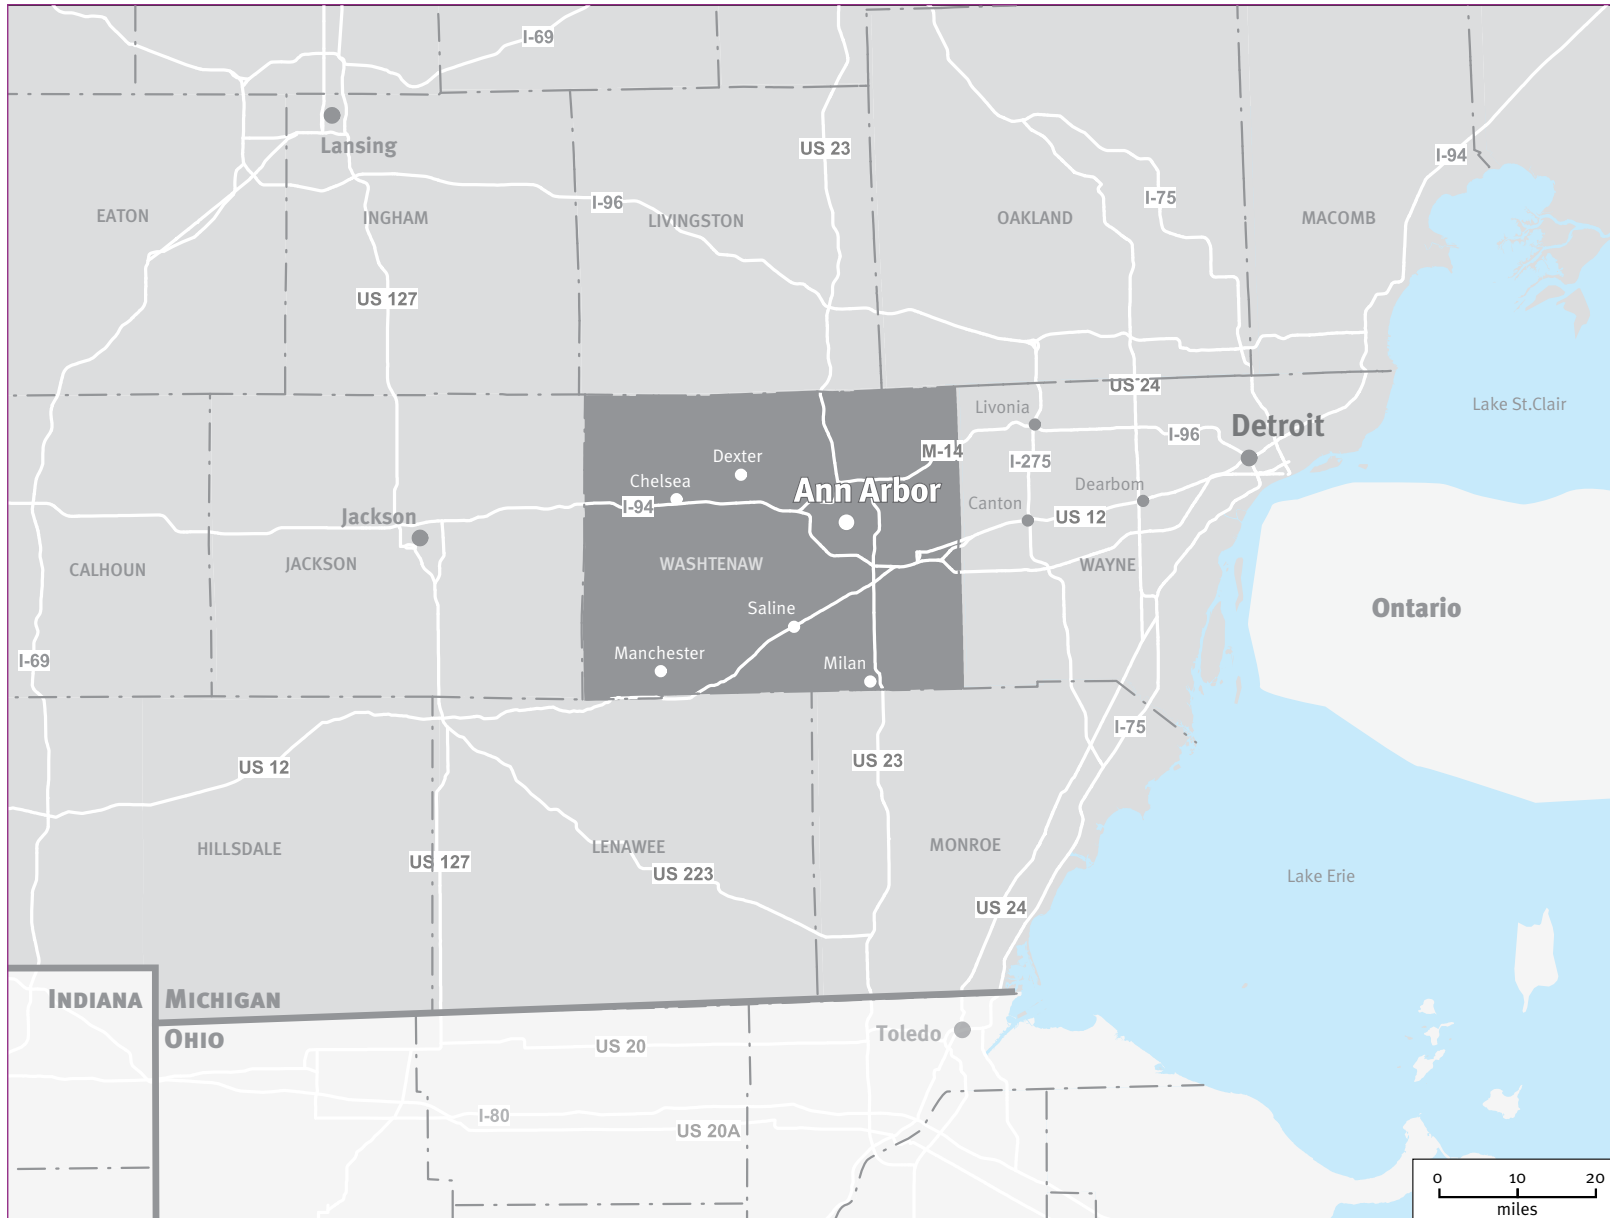 I-69
Lansing
US 23
I-94
I-96
I-75
EATON
INGHAM
LIVINGSTON
OAKLAND
MACOMB
US 127
US 24
Livonia
Lake St.Clair
Detroit
I-96
M-14
I-275
Dexter
Chelsea
Ann Arbor
Dearborn
I-94
Canton
US 12
Jackson
CALHOUN
JACKSON
WASHTENAW
WAYNE
Saline
Ontario
Manchester
Milan
I-69
I-75
US 12
US 23
HILLSDALE
LENAWEE
MONROE
US 127
US 223
Lake Erie
US 24
INDIANA
MICHIGAN
OHIO
Toledo
US 20
I-80
US 20A
0 10 20
miles